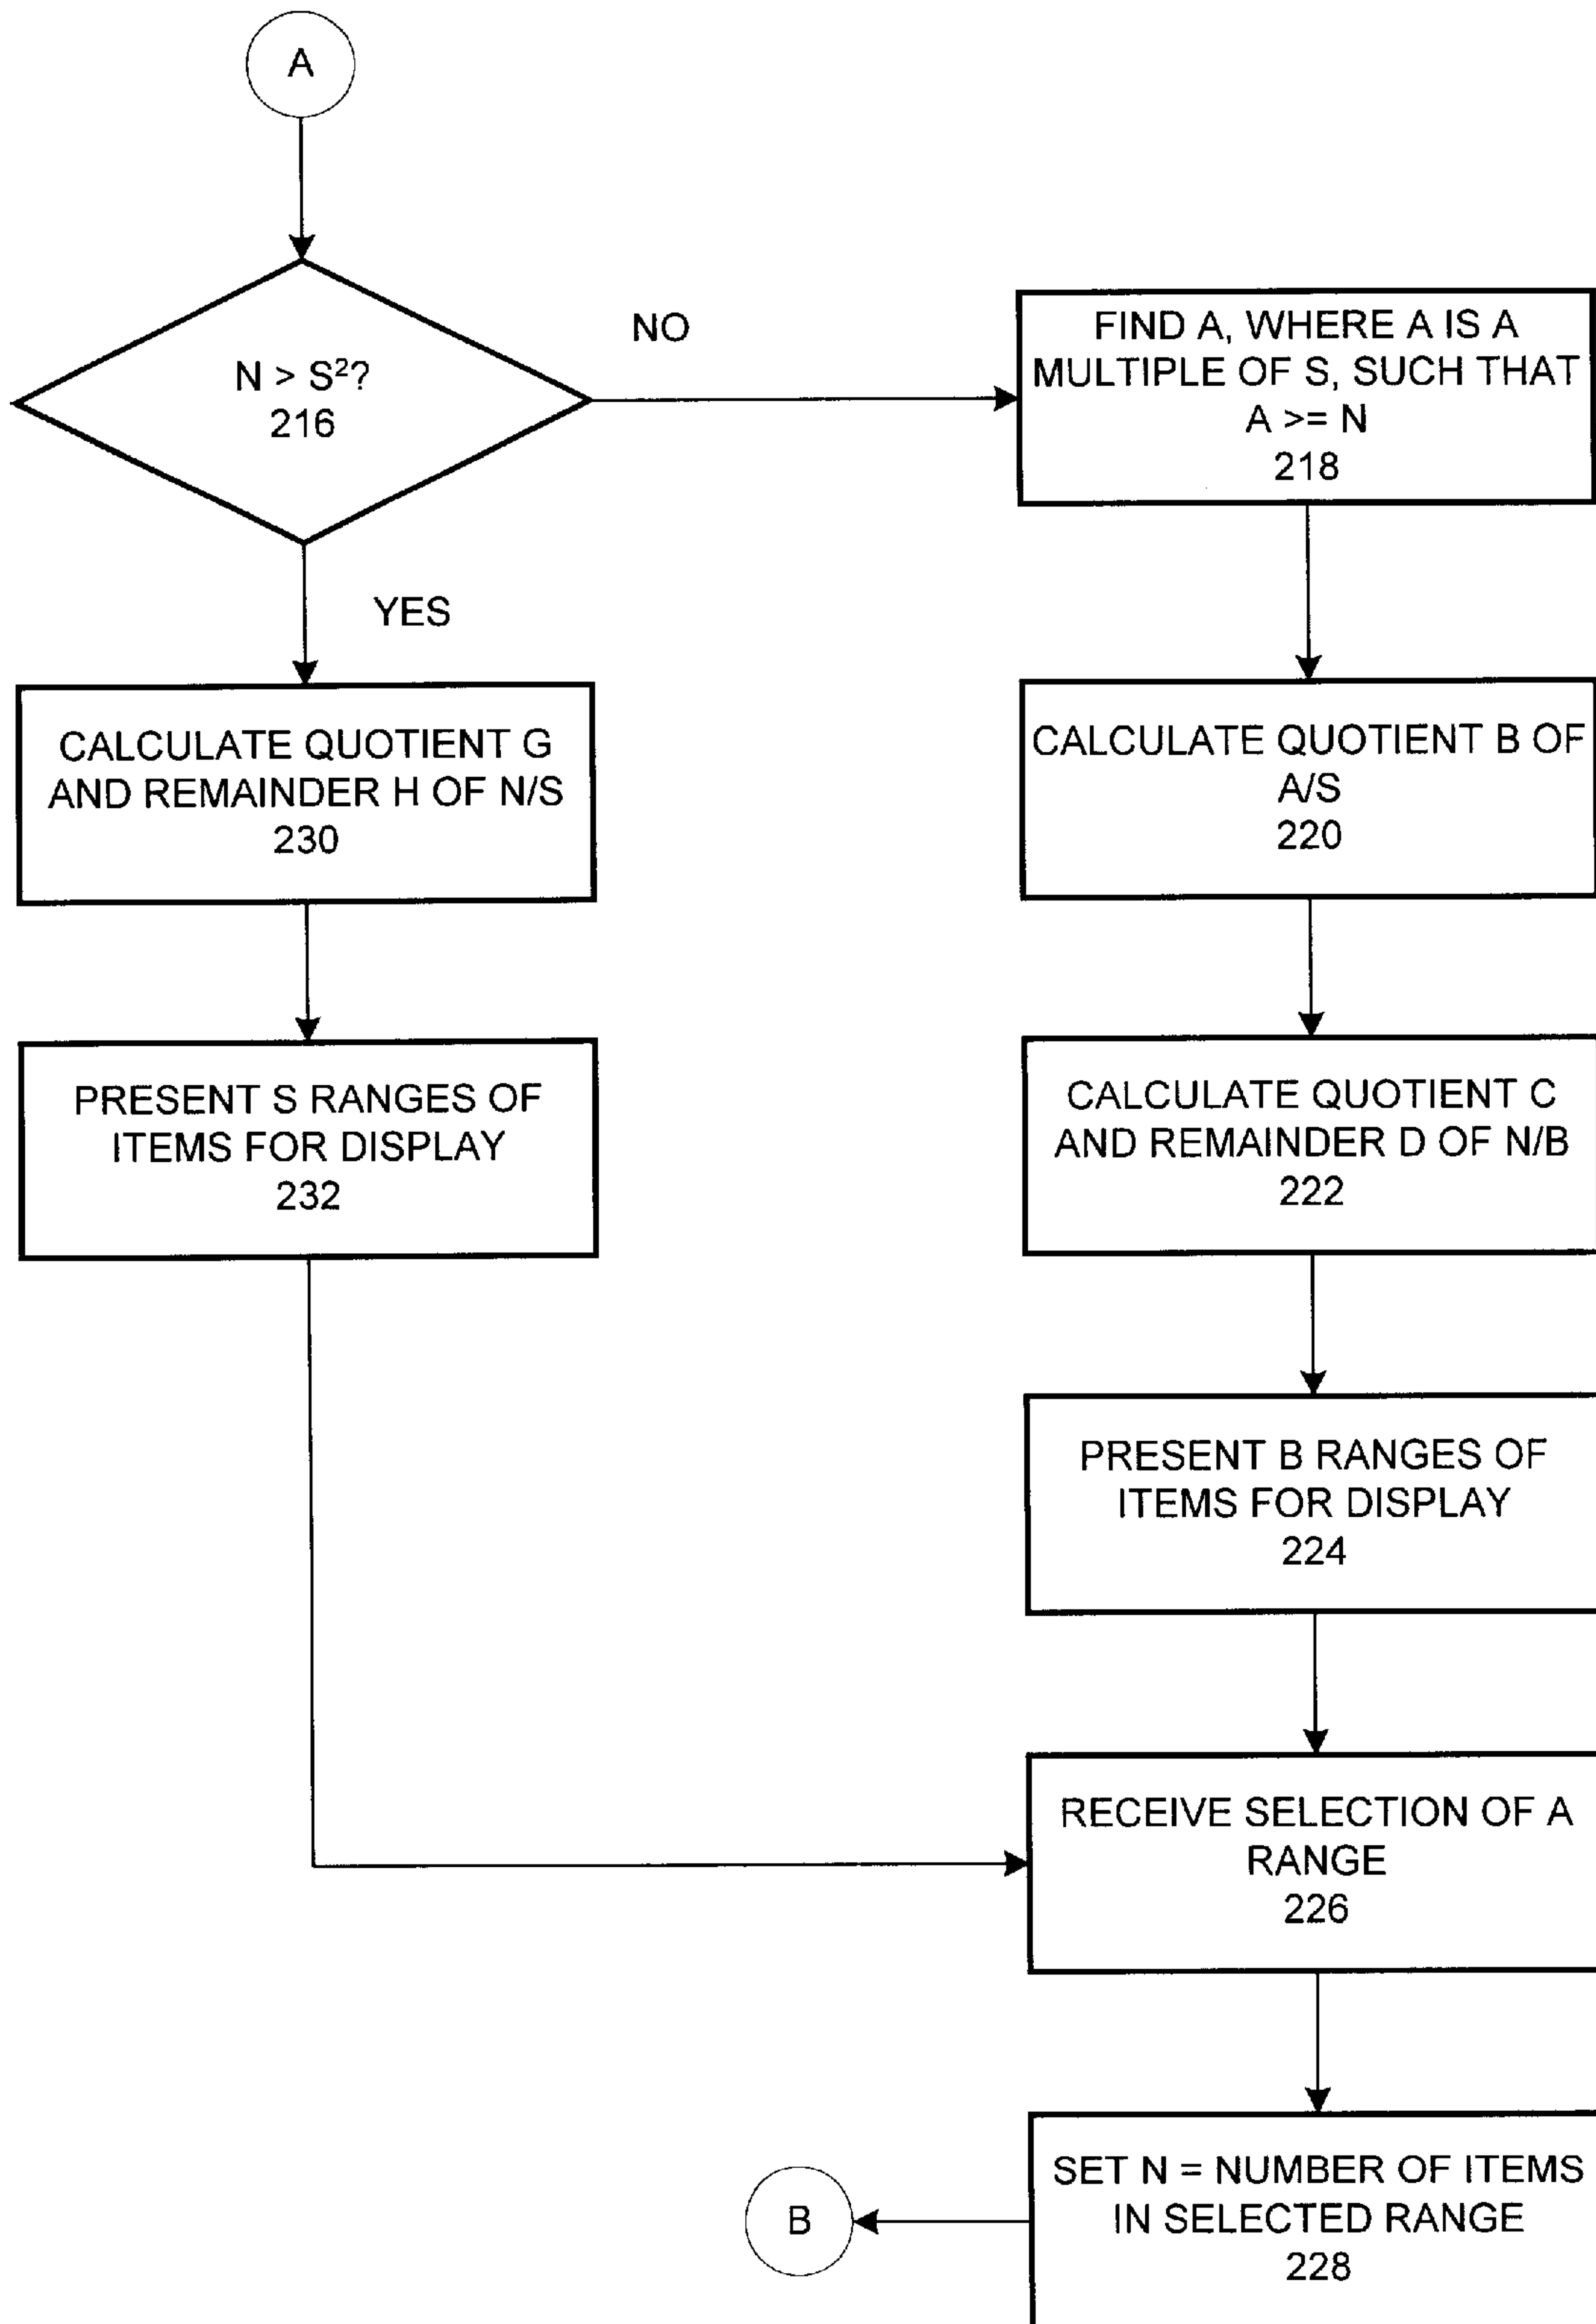 A
N > S²?
216
NO
YES
FIND A, WHERE A IS A
MULTIPLE OF S, SUCH THAT
A >= N
218
CALCULATE QUOTIENT G
AND REMAINDER H OF N/S
230
CALCULATE QUOTIENT B OF
A/S
220
PRESENT S RANGES OF
ITEMS FOR DISPLAY
232
CALCULATE QUOTIENT C
AND REMAINDER D OF N/B
222
PRESENT B RANGES OF
ITEMS FOR DISPLAY
224
RECEIVE SELECTION OF A
RANGE
226
SET N = NUMBER OF ITEMS
IN SELECTED RANGE
228
B